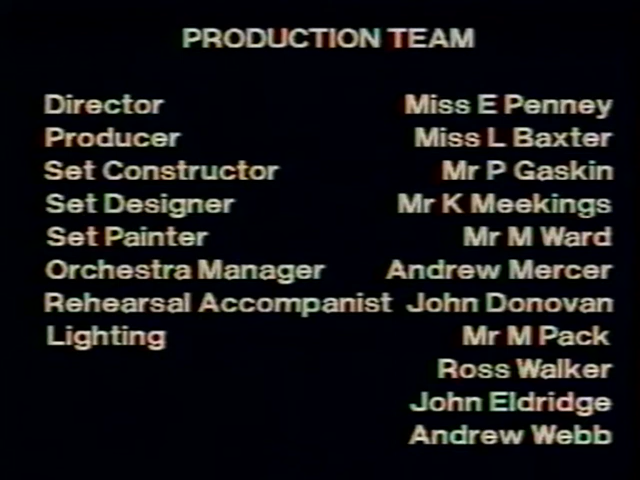 PRODUCTION TEAM
Director Miss E Penney
Producer Miss L Baxter
Set Constructor Mr P Gaskin
Set Designer Mr K Meekings
Set Painter Mr M Ward
Orchestra Manager Andrew Mercer
Rehearsal Accompanist John Donovan
Lighting Mr M Pack
Ross Walker
John Eldridge
Andrew Webb